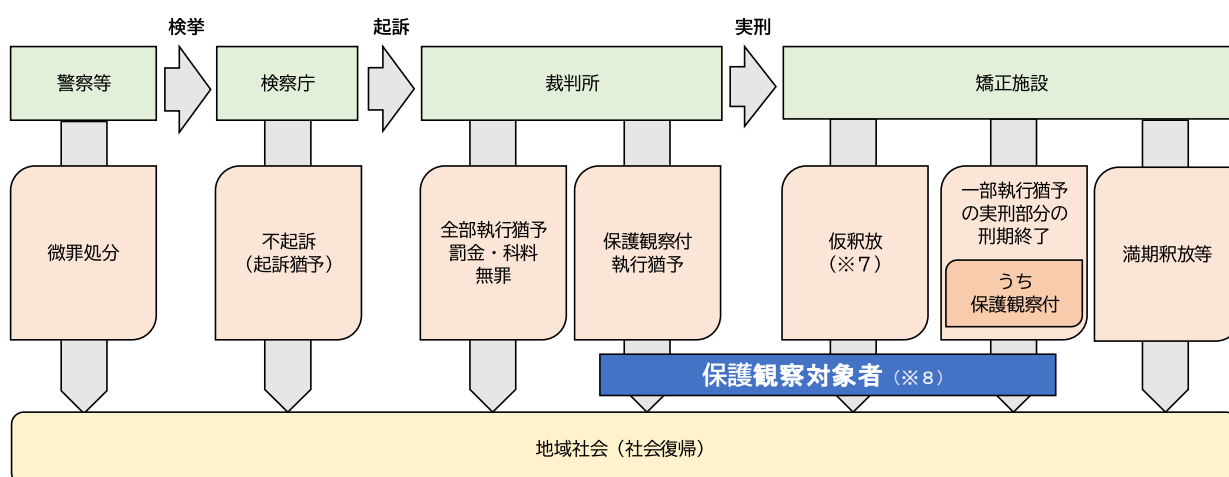 検挙
起訴
実刑
警察等
検察庁
裁判所
矯正施設
微罪処分
不起訴
（起訴猶予）
全部執行猶予
罰金・科料
無罪
保護観察付
執行猶予
仮釈放
（※７）
一部執行猶予
の実刑部分の
刑期終了
うち
保護観察付
満期釈放等
保護観察対象者（※８）
地域社会（社会復帰）